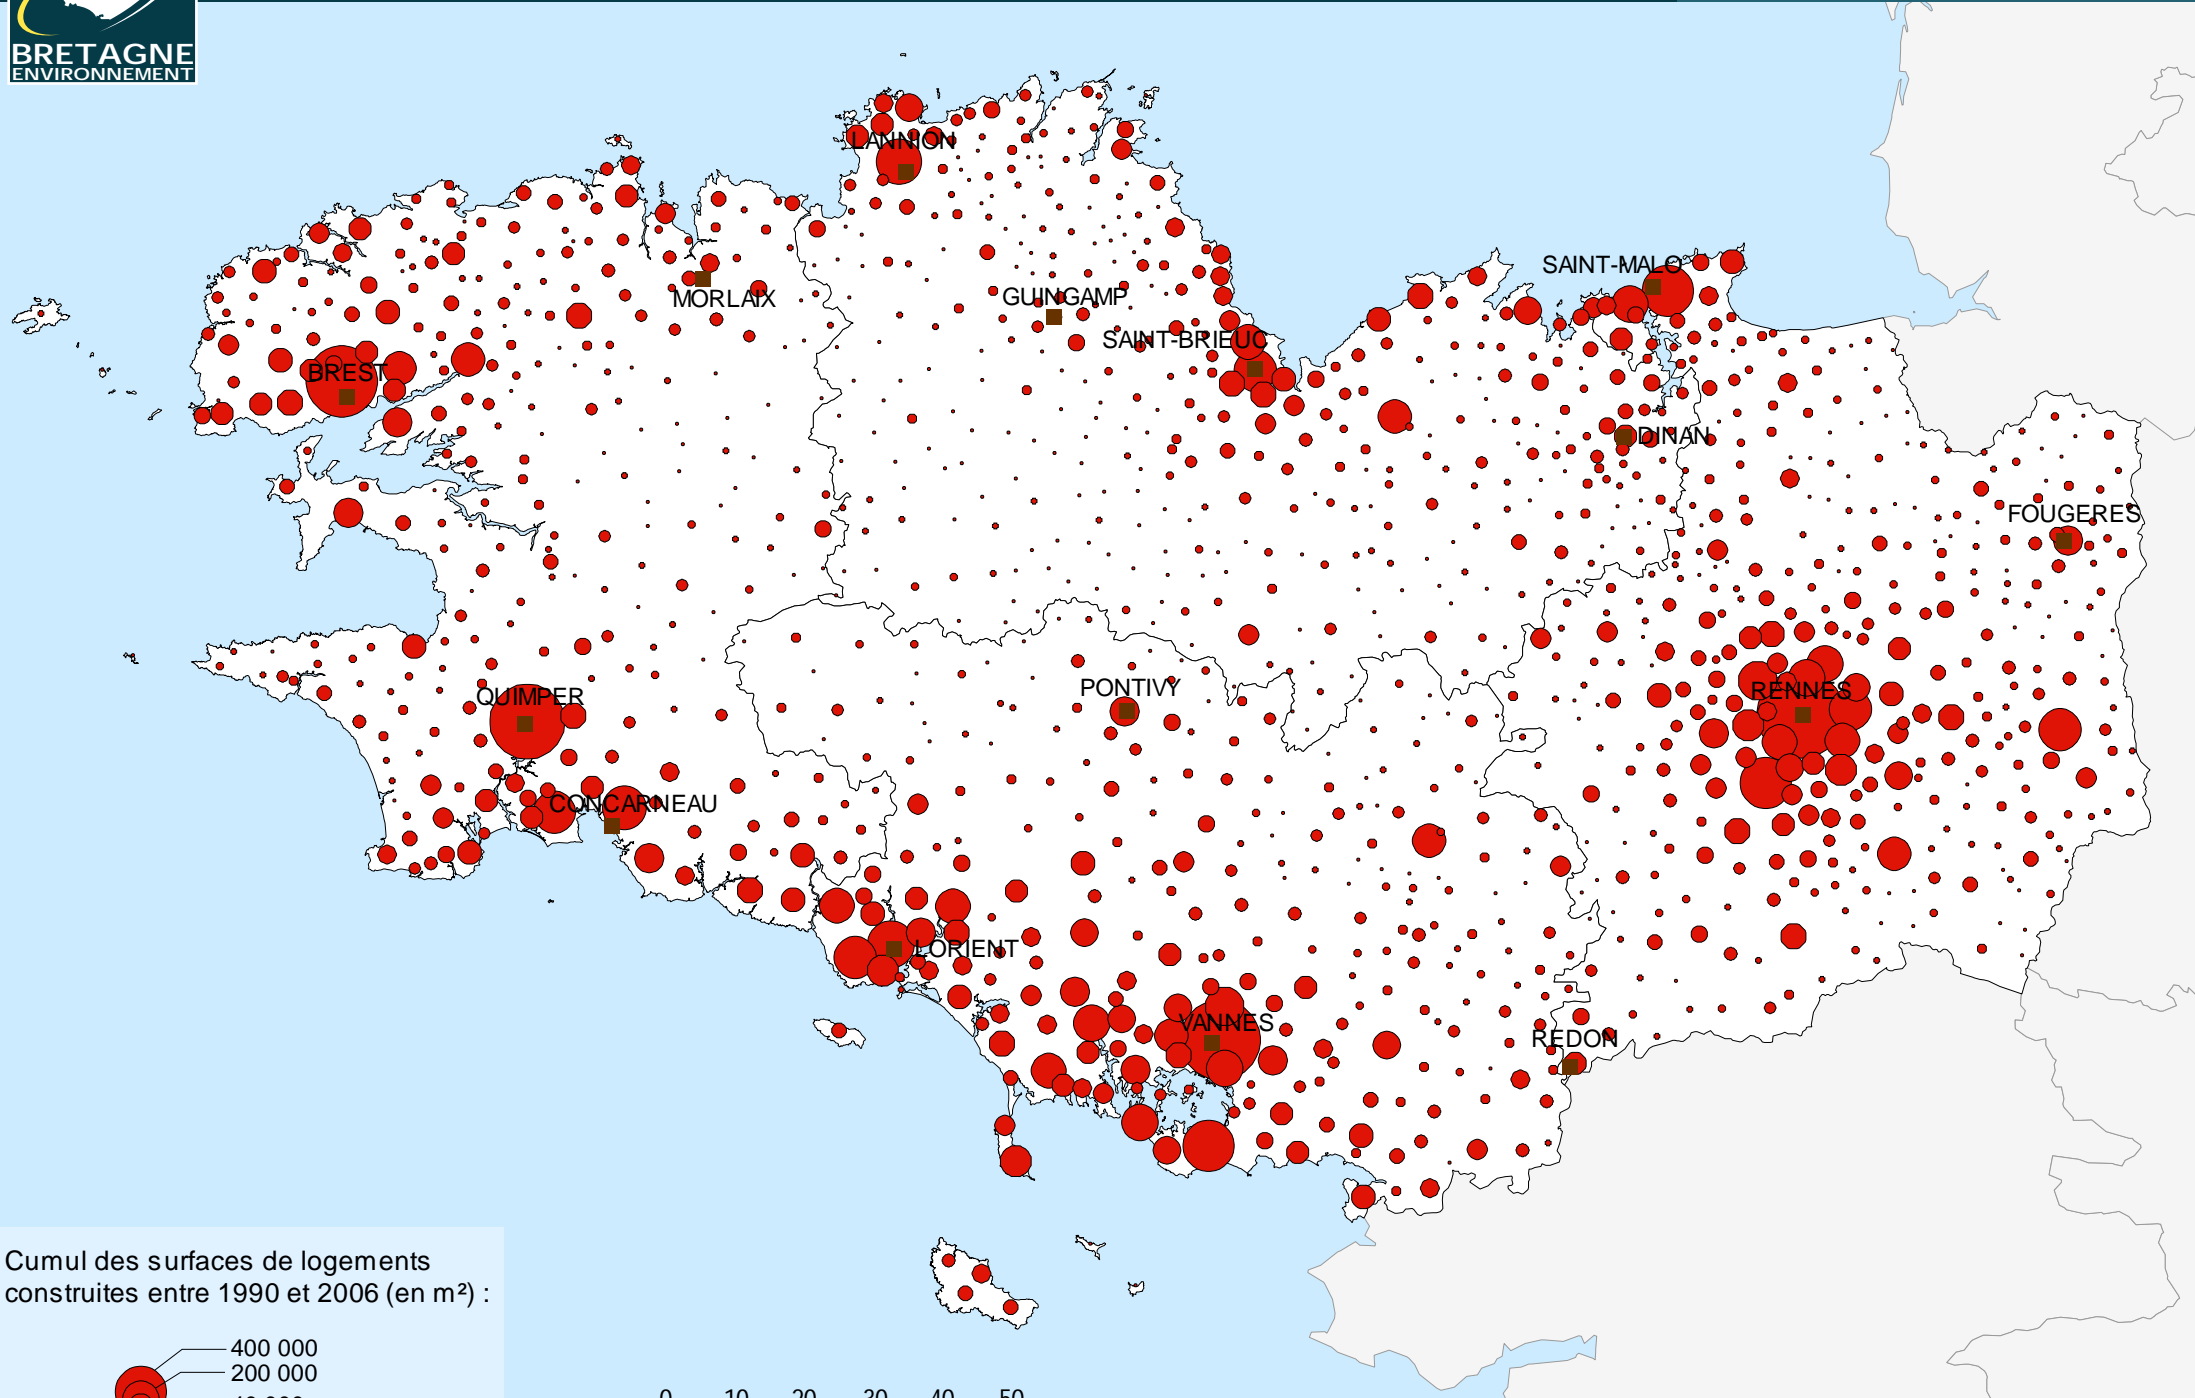 BRETAGNE
ENVIRONNEMENT
LANNION
SAINT-MALO
MORLAIX
GUINGAMP
SAINT-BRIEUC
BREST
DINAN
FOUGERES
QUIMPER
PONTIVY
RENNES
CONCARNEAU
LORIENT
VANNES
REDON
Cumul des surfaces de logements
construites entre 1990 et 2006 (en m²) :
400 000
200 000
0 10 20 30 40 50